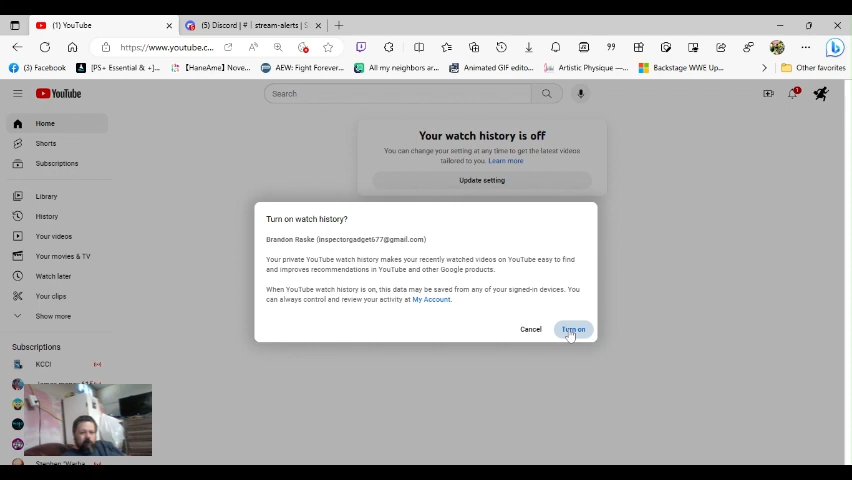 (1) YouTube
(5) Discord | # | stream-alerts | S
https://www.youtube.c...
(3) Facebook
[PS+ Essential &+]...
【HaneAme】Nove...
AEW: Fight Forever...
All my neighbors ar...
Animated GIF edito...
Artistic Physique —...
Backstage WWE Up...
Other favorites
YouTube
Search
1
Home
Shorts
Subscriptions
Library
History
Your videos
Your movies & TV
Watch later
Your clips
Show more
Subscriptions
KCCI
Your watch history is off
You can change your setting at any time to get the latest videos
tailored to you. Learn more
Update setting
Turn on watch history?
Brandon Raske (inspectorgadget677@gmail.com)
Your private YouTube watch history makes your recently watched videos on YouTube easy to find
and improves recommendations in YouTube and other Google products.
When YouTube watch history is on, this data may be saved from any of your signed-in devices. You
can always control and review your activity at My Account.
Cancel
Turn on